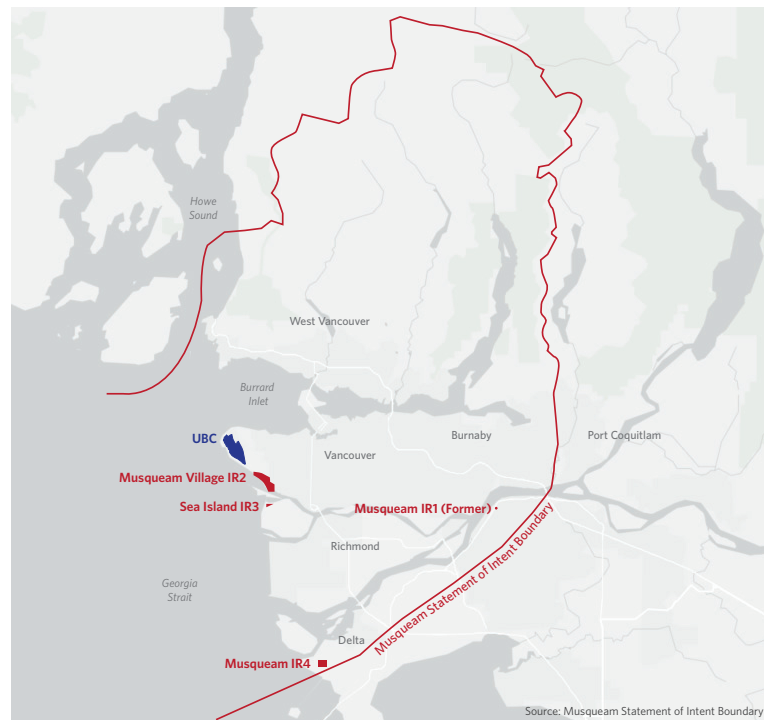 Howe
Sound
West Vancouver
Burrard
Inlet
UBC
Burnaby
Port Coquitlam
Vancouver
Musqueam Village IR2
Sea Island IR3
Musqueam IR1 (Former)
Richmond
Musqueam Statement of Intent Boundary
Georgia
Strait
Delta
Musqueam IR4
Source: Musqueam Statement of Intent Boundary